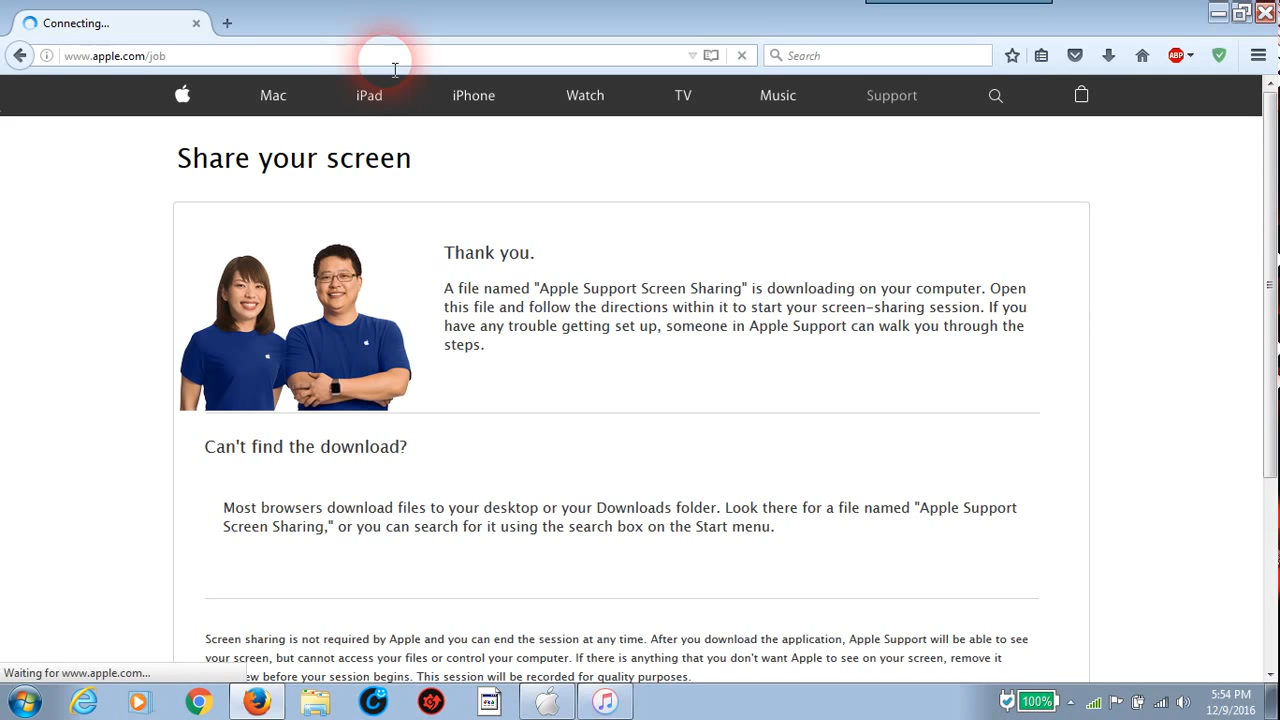 Connecting...
www.apple.com/job
Search
ABP
Mac iPad iPhone Watch TV Music Support
Share your screen
Thank you.
A file named "Apple Support Screen Sharing" is downloading on your computer. Open
this file and follow the directions within it to start your screen-sharing session. If you
have any trouble getting set up, someone in Apple Support can walk you through the
steps.
Can't find the download?
Most browsers download files to your desktop or your Downloads folder. Look there for a file named "Apple Support
Screen Sharing," or you can search for it using the search box on the Start menu.
Screen sharing is not required by Apple and you can end the session at any time. After you download the application, Apple Support will be able to see
your screen, but cannot access your files or control your computer. If there is anything that you don't want Apple to see on your screen, remove it
ew before your session begins. This session will be recorded for quality purposes.
Waiting for www.apple.com...
100%
5:54 PM
12/9/2016